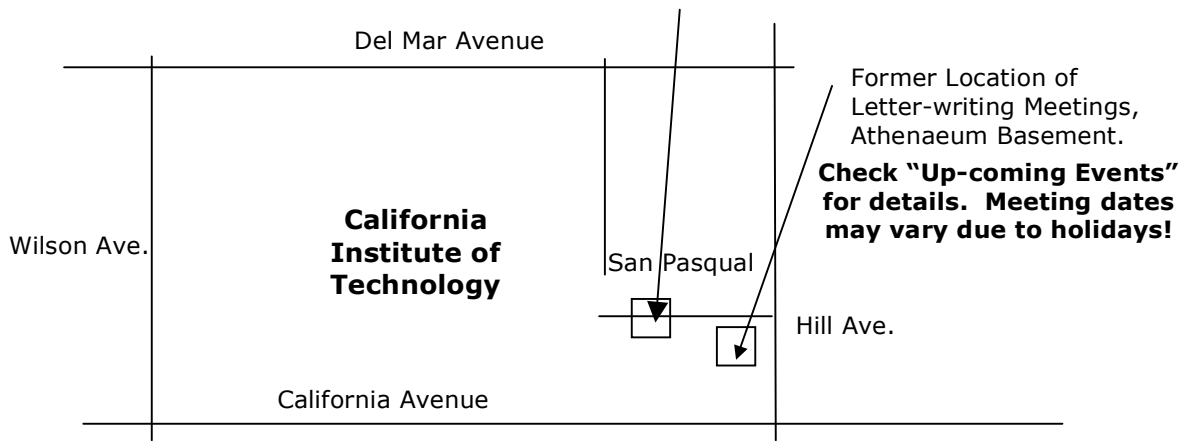 Del Mar Avenue
Former Location of
Letter-writing Meetings,
Athenaeum Basement.
Check “Up-coming Events”
for details.  Meeting dates
may vary due to holidays!
California
Institute of
Technology
Wilson Ave.
San Pasqual
Hill Ave.
California Avenue